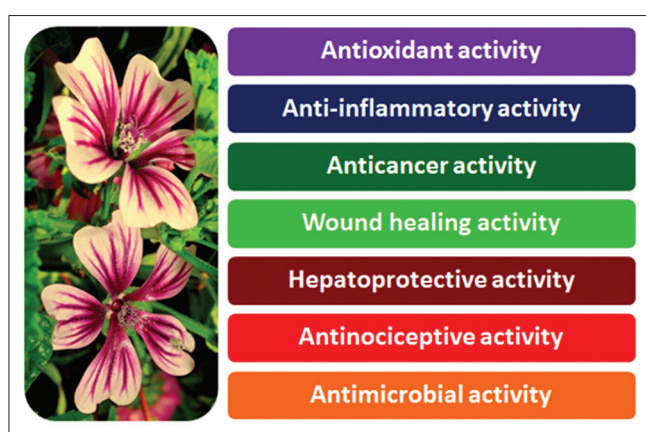 Antioxidant activity
Anti-inflammatory activity
Anticancer activity
Wound healing activity
Hepatoprotective activity
Antinociceptive activity
Antimicrobial activity